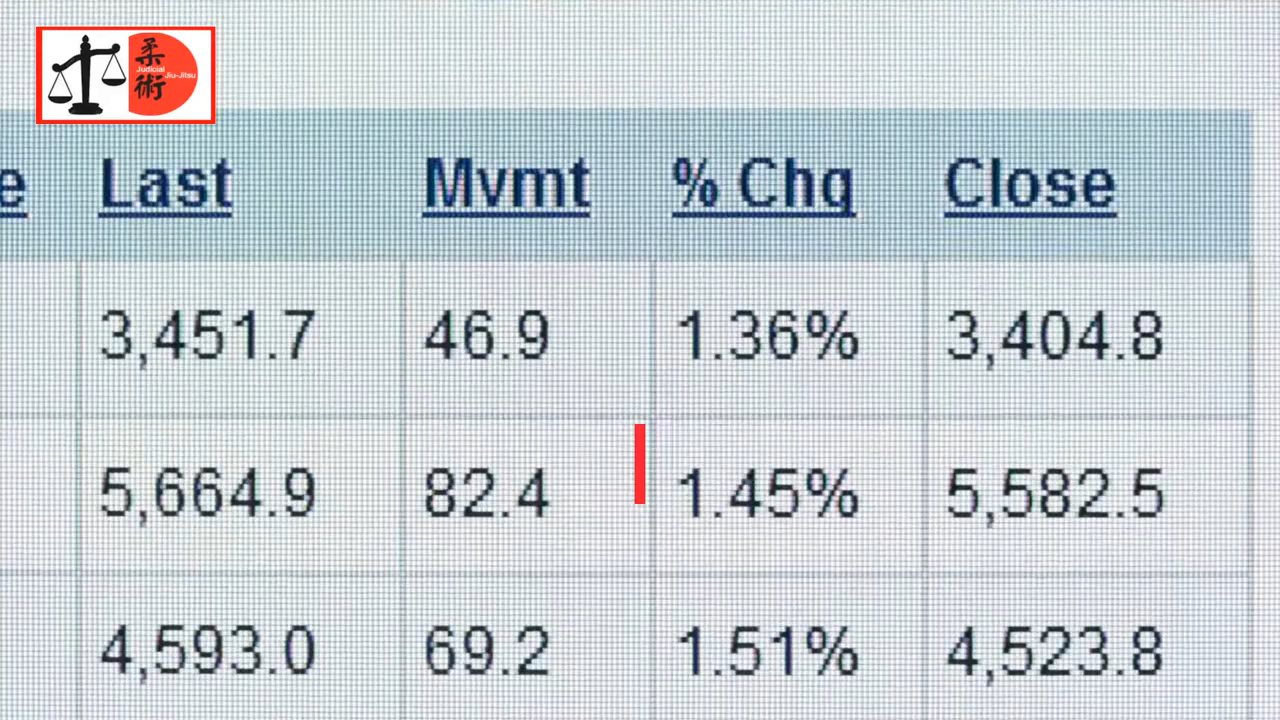 柔
Judicial
Jiu-Jitsu
術
e Last Mvmt % Chg Close
3,451.7 46.9 1.36% 3,404.8
5,664.9 82.4 1.45% 5,582.5
4,593.0 69.2 1.51% 4,523.8